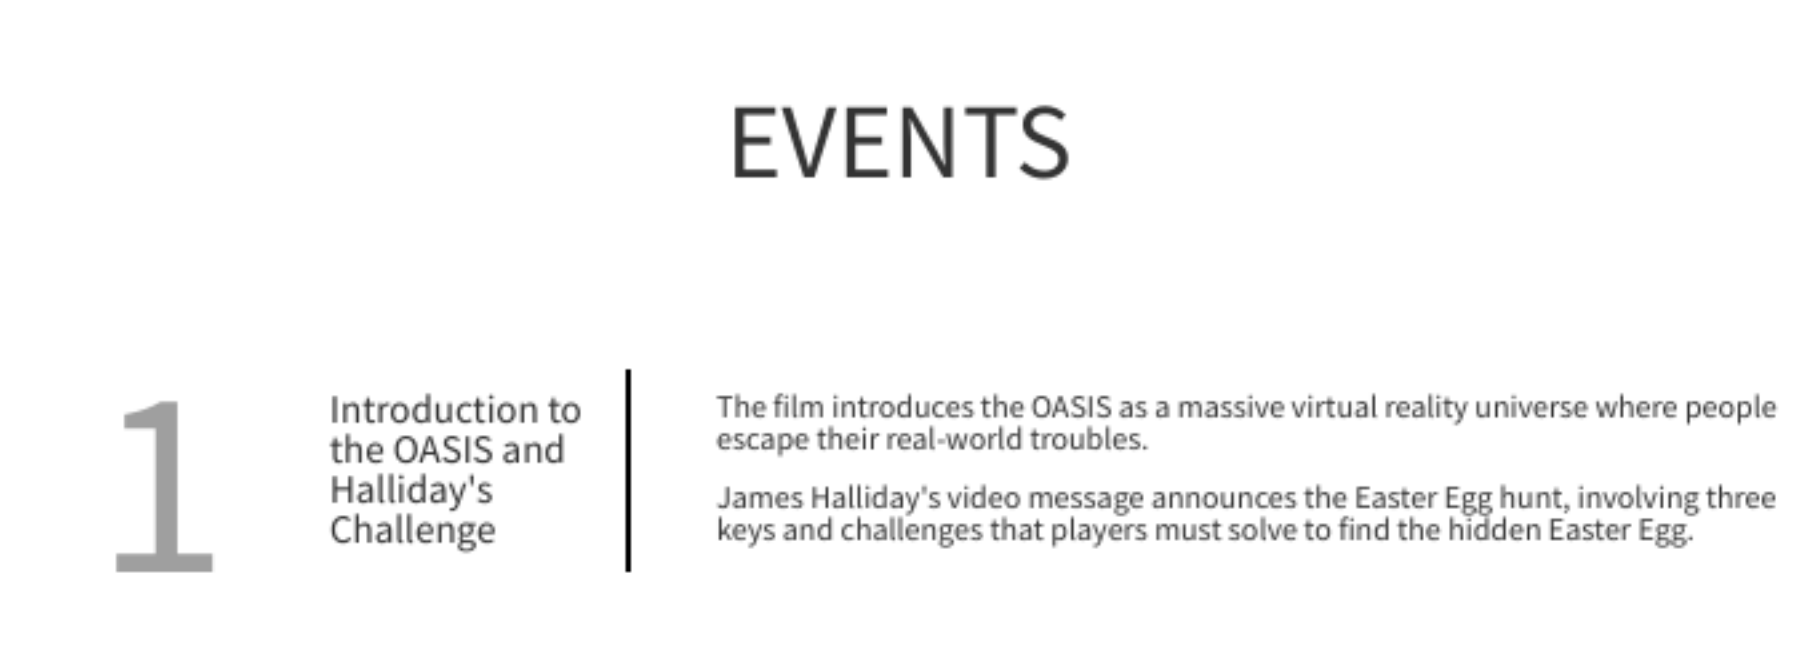 EVENTS
1
Introduction to
the OASIS and
Halliday's
Challenge
The film introduces the OASIS as a massive virtual reality universe where people
escape their real-world troubles.
James Halliday's video message announces the Easter Egg hunt, involving three
keys and challenges that players must solve to find the hidden Easter Egg.